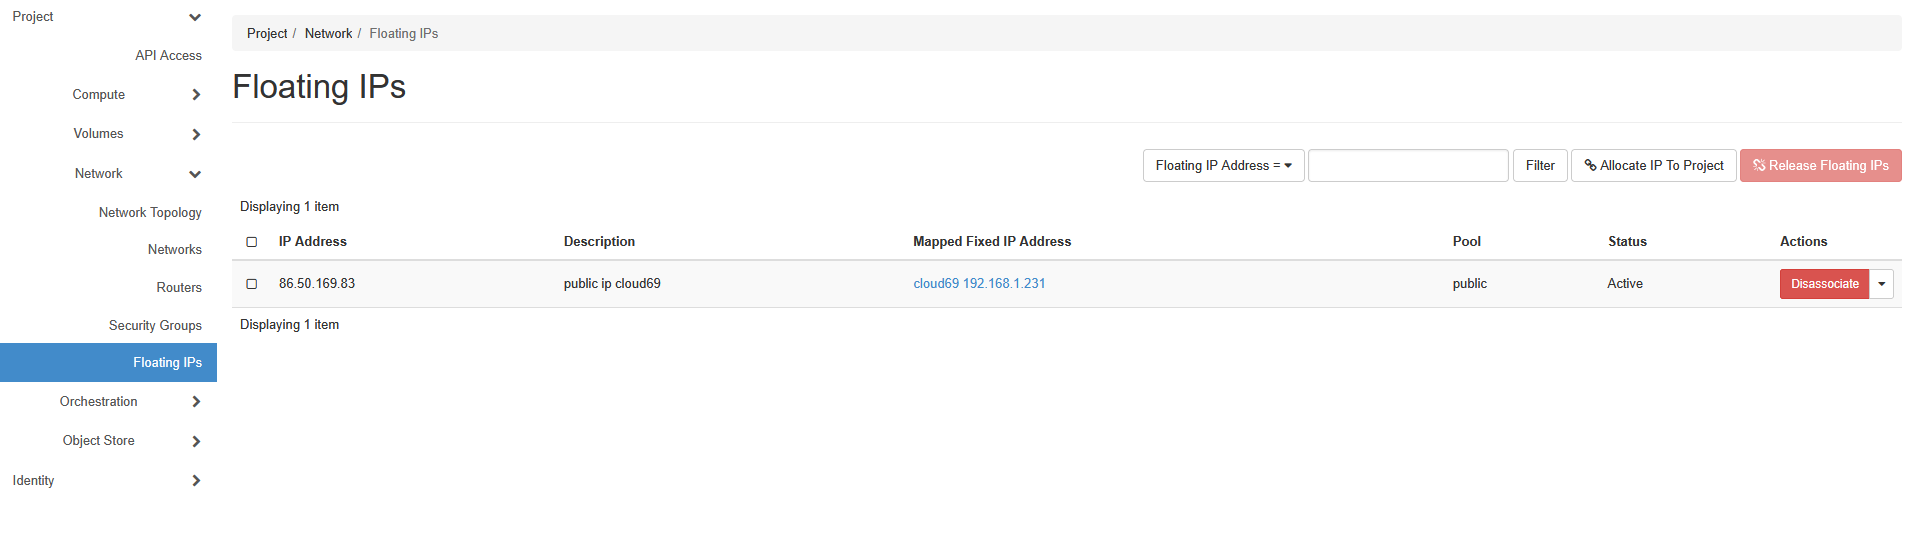 Project
API Access
Compute
Volumes
Network
Network Topology
Networks
Routers
Security Groups
Floating IPs
Orchestration
Object Store
Identity
Project / Network / Floating IPs
Floating IPs
Floating IP Address = Filter Allocate IP To Project Release Floating IPs
Displaying 1 item
IP Address Description Mapped Fixed IP Address Pool Status Actions
86.50.169.83 public ip cloud69 cloud69 192.168.1.231 public Active Disassociate
Displaying 1 item